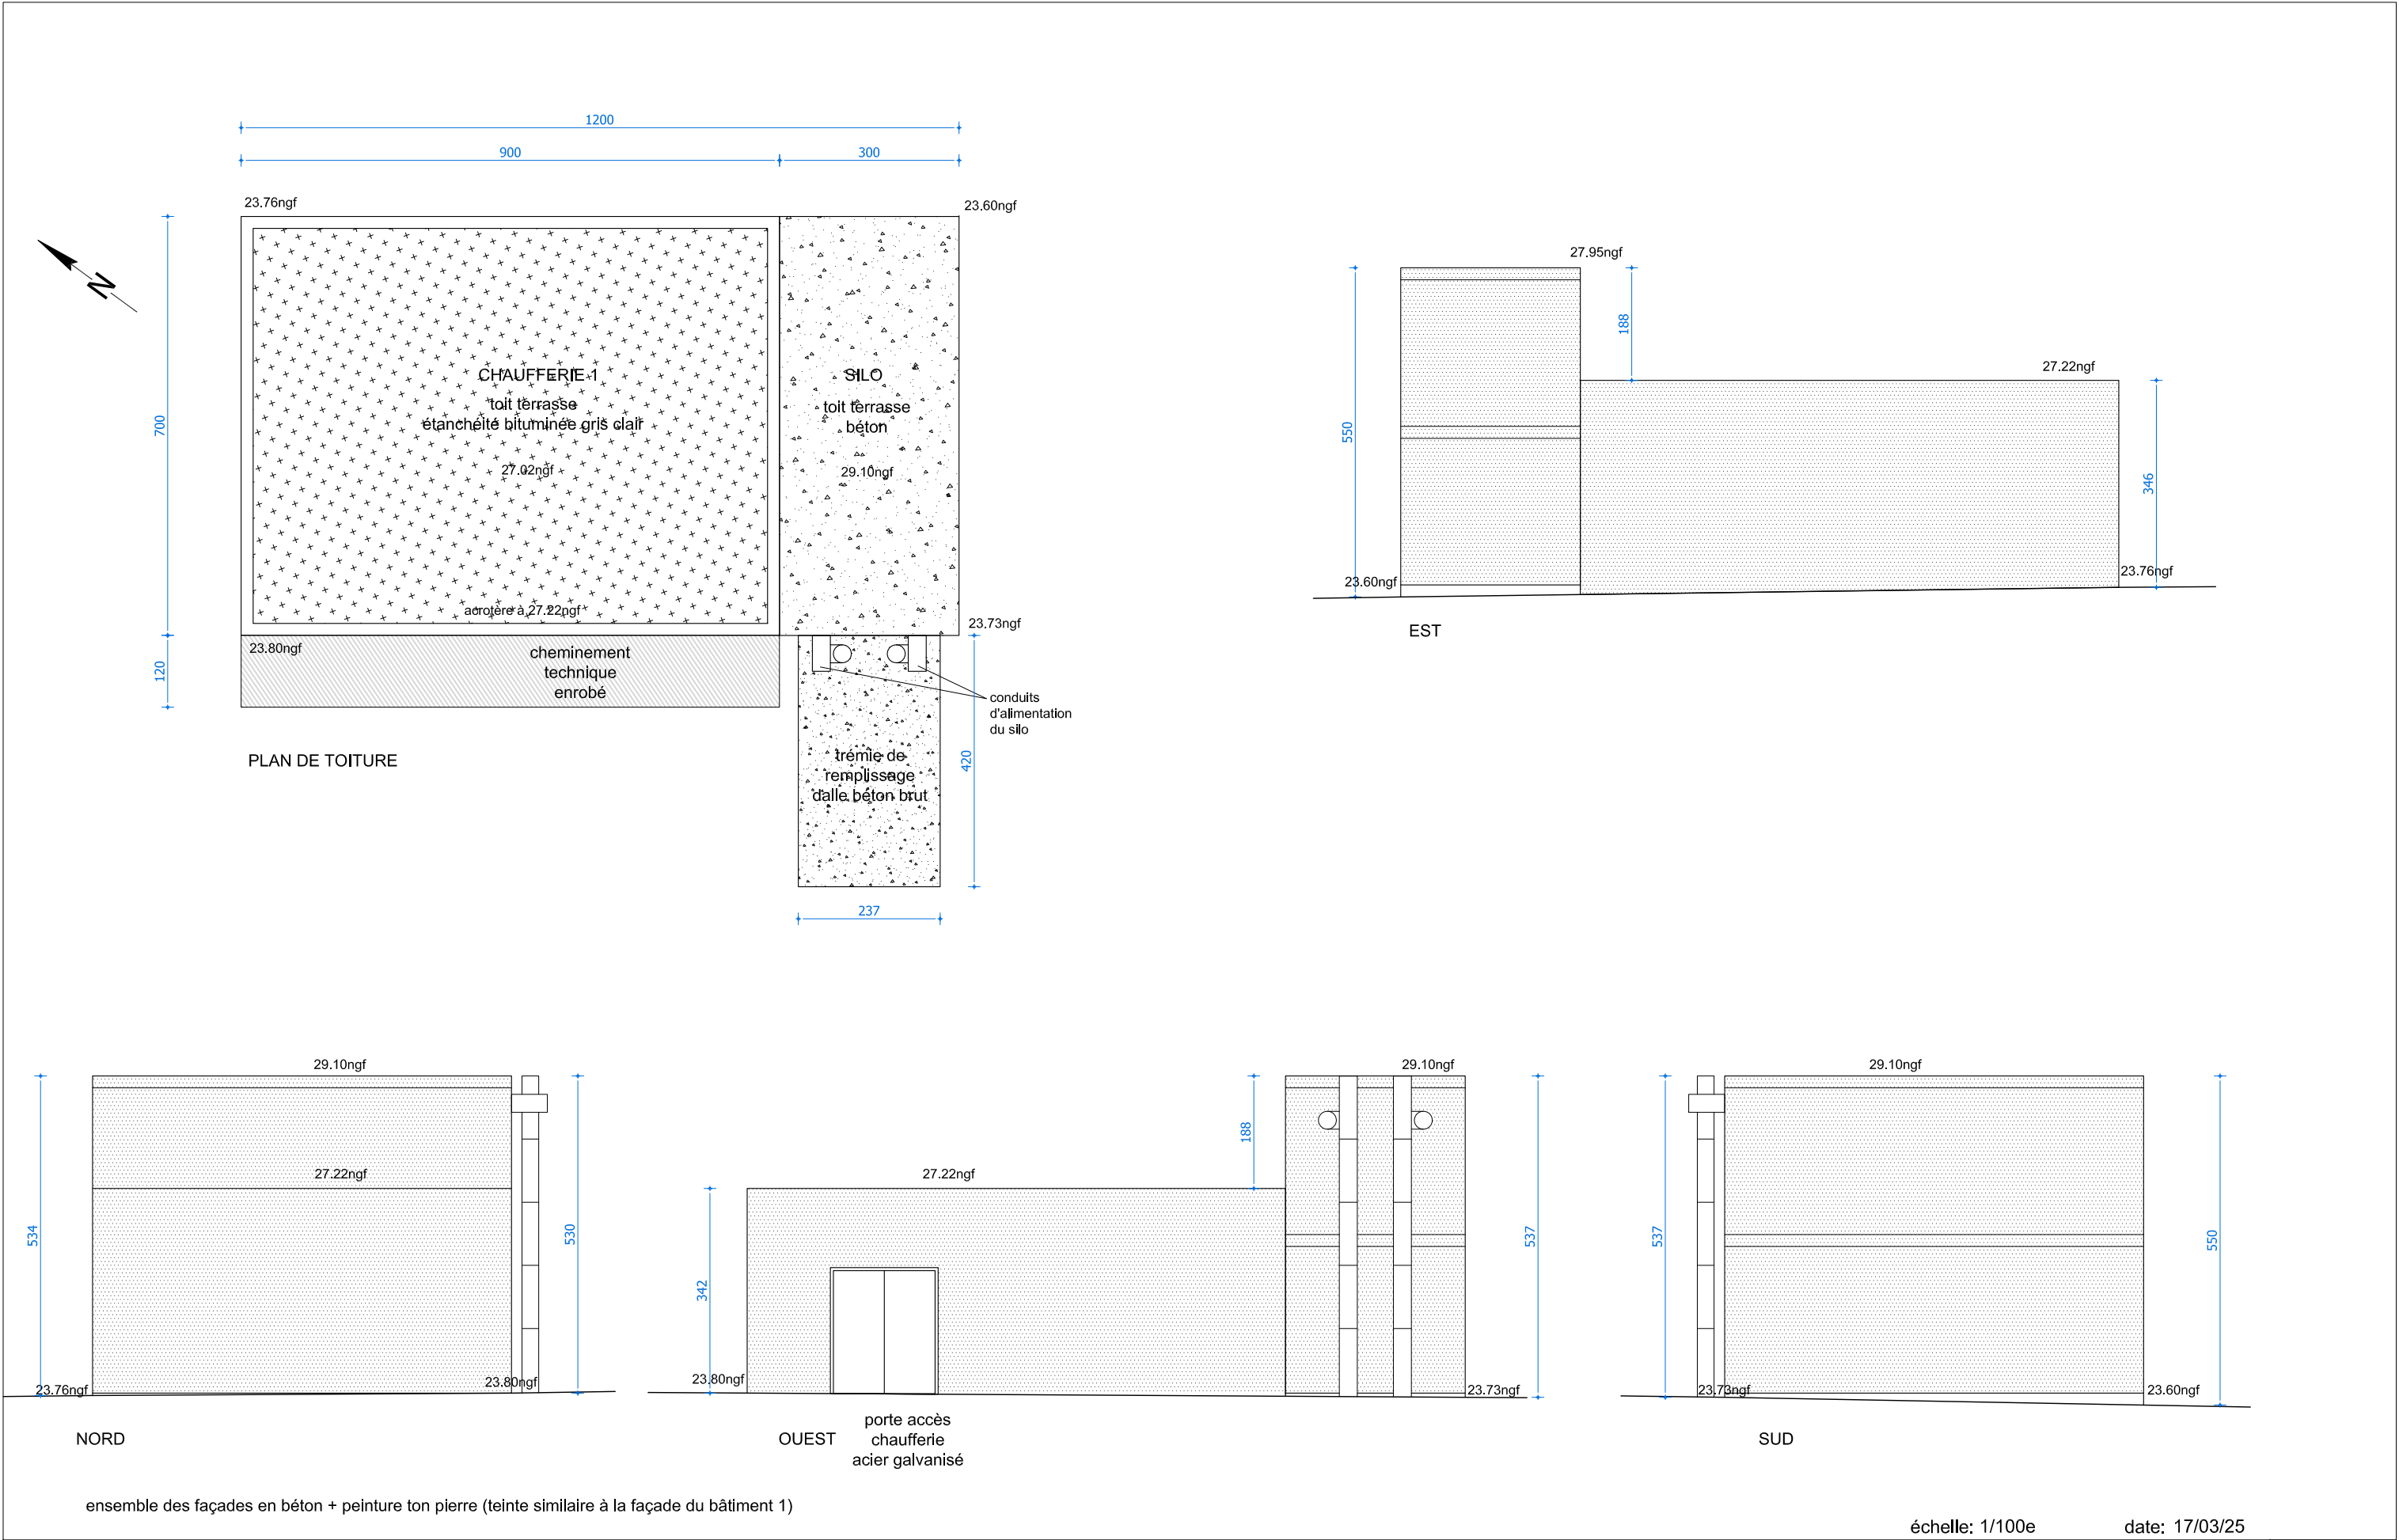 1200
900
300
23.76ngf
23.60ngf
N
700
CHAUFFERIE 1
toit terrasse
étanchéité bituminée gris clair
27.02ngf
acrotère à 27.22ngf
SILO
toit terrasse
béton
29.10ngf
23.73ngf
23.80ngf
cheminement
technique
enrobé
120
conduits
d'alimentation
du silo
420
trémie de
remplissage
dalle béton brut
237
PLAN DE TOITURE
27.95ngf
188
27.22ngf
550
346
23.60ngf
23.76ngf
EST
29.10ngf
27.22ngf
534
530
23.76ngf
23.80ngf
NORD
29.10ngf
188
27.22ngf
342
537
23.80ngf
23.73ngf
OUEST
porte accès
chaufferie
acier galvanisé
29.10ngf
537
550
23.73ngf
23.60ngf
SUD
ensemble des façades en béton + peinture ton pierre (teinte similaire à la façade du bâtiment 1)
échelle: 1/100e
date: 17/03/25